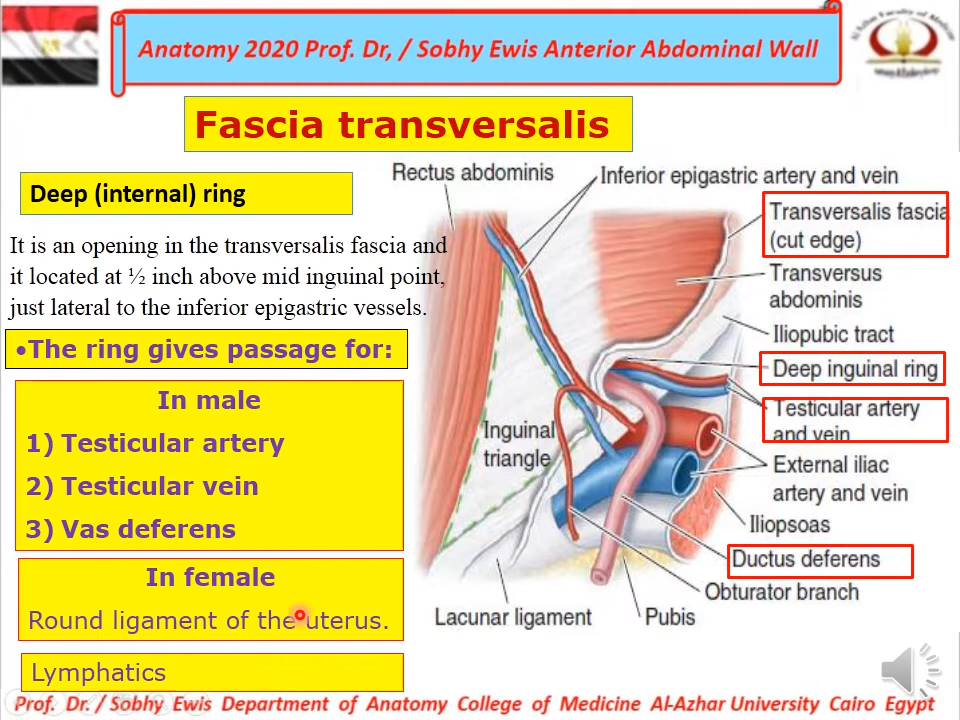 Anatomy 2020 Prof. Dr, / Sobhy Ewis Anterior Abdominal Wall
Fascia transversalis
Deep (internal) ring
It is an opening in the transversalis fascia and
it located at ½ inch above mid inguinal point,
just lateral to the inferior epigastric vessels.
•The ring gives passage for:
In male
1) Testicular artery
2) Testicular vein
3) Vas deferens
In female
Round ligament of the uterus.
Lymphatics
Rectus abdominis
Inferior epigastric artery and vein
Transversalis fascia
(cut edge)
Transversus
abdominis
Iliopubic tract
Deep inguinal ring
Testicular artery
and vein
Inguinal
triangle
External iliac
artery and vein
Iliopsoas
Ductus deferens
Obturator branch
Lacunar ligament
Pubis
Prof. Dr. / Sobhy Ewis Department of Anatomy College of Medicine Al-Azhar University Cairo Egypt